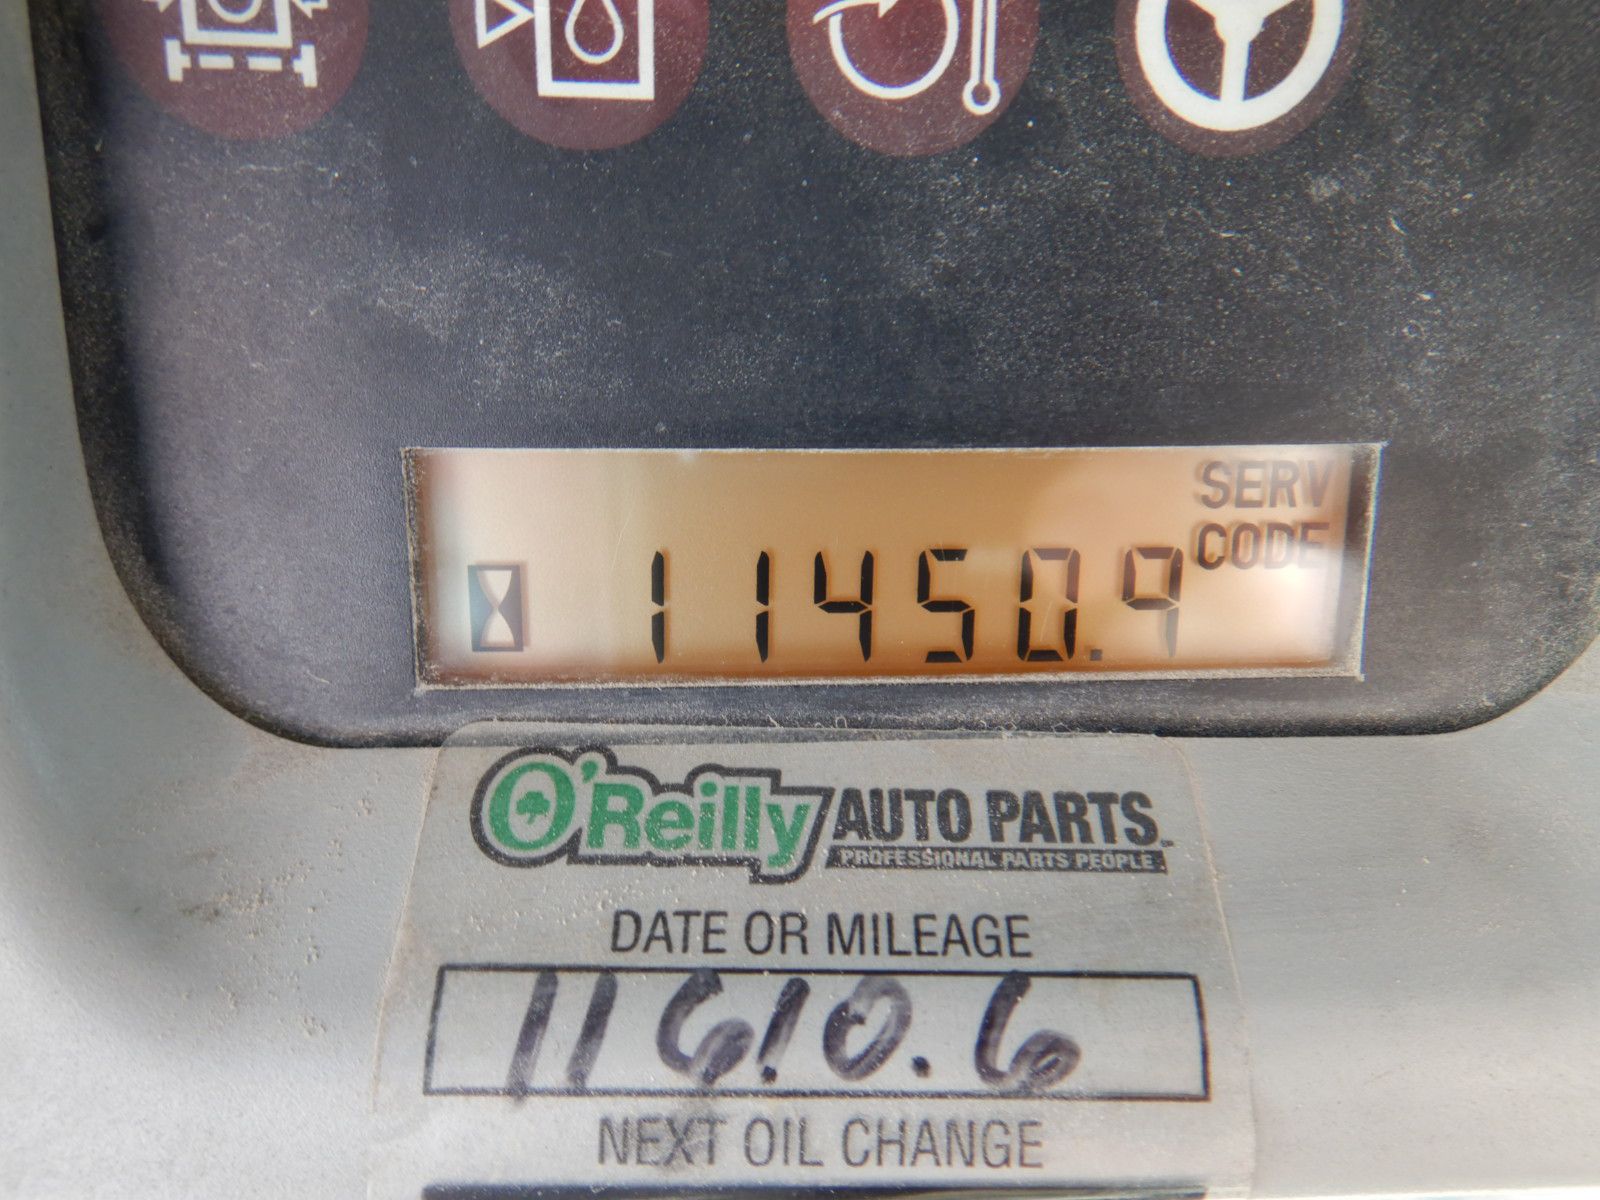 SERV
CODE
11450.9
O'Reilly AUTO PARTS
PROFESSIONAL PARTS PEOPLE
DATE OR MILEAGE
11610.6
NEXT OIL CHANGE